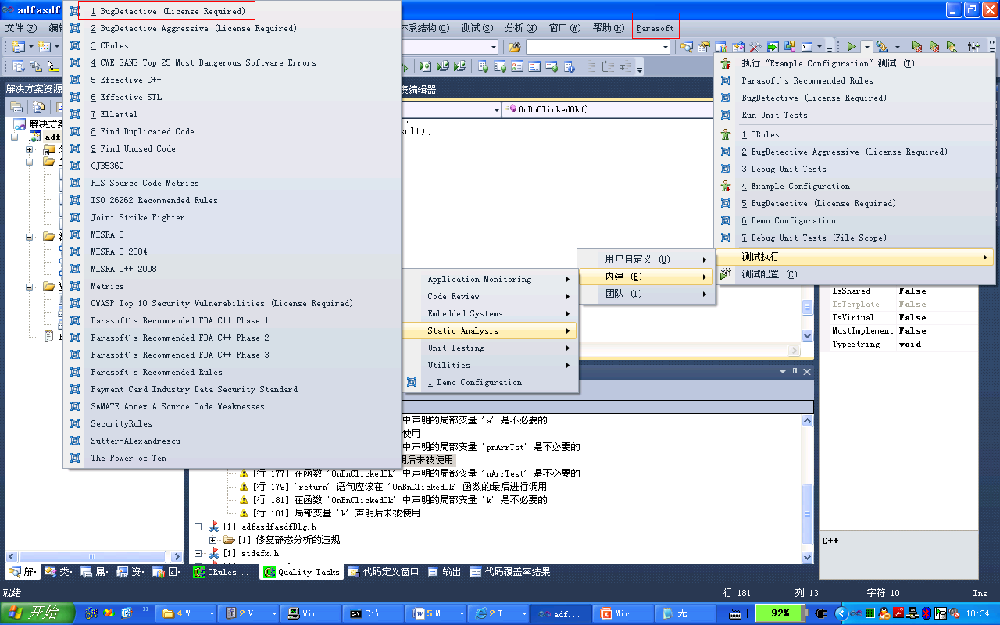 adfasdfas
文件(F)
体系结构(C)
测试(S)
分析(N)
窗口(W)
帮助(H)
Parasoft
1 BugDetective (License Required)
2 BugDetective Aggressive (License Required)
3 CRules
4 CWE SANS Top 25 Most Dangerous Software Errors
5 Effective C++
6 Effective STL
7 Ellemtel
8 Find Duplicated Code
9 Find Unused Code
GJB5369
HIS Source Code Metrics
ISO 26262 Recommended Rules
Joint Strike Fighter
MISRA C
MISRA C 2004
MISRA C++ 2008
Metrics
OWASP Top 10 Security Vulnerabilities (License Required)
Parasoft's Recommended FDA C++ Phase 1
Parasoft's Recommended FDA C++ Phase 2
Parasoft's Recommended FDA C++ Phase 3
Parasoft's Recommended Rules
Payment Card Industry Data Security Standard
SAMATE Annex A Source Code Weaknesses
SecurityRules
Sutter-Alexandrescu
The Power of Ten
解决方案资源
解决方案
表编辑器
OnBnClickedOk()
sult);
执行 "Example Configuration" 测试 (T)
Parasoft's Recommended Rules
BugDetective (License Required)
Run Unit Tests
1 CRules
2 BugDetective Aggressive (License Required)
3 Debug Unit Tests
4 Example Configuration
5 BugDetective (License Required)
6 Demo Configuration
7 Debug Unit Tests (File Scope)
测试执行
测试配置 (C)...
用户自定义 (U)
内建 (B)
团队 (T)
Application Monitoring
Code Review
Embedded Systems
Static Analysis
Unit Testing
Utilities
1 Demo Configuration
IsShared False
IsTemplate False
IsVirtual False
MustImplement False
TypeString void
C++
中声明的局部变量 'a' 是不必要的
使用
中声明的局部变量 'pnArrTst' 是不必要的
明后未被使用
[行 177] 在函数 'OnBnClickedOk' 中声明的局部变量 'nArrTest' 是不必要的
[行 179] 'return' 语句应该在 'OnBnClickedOk' 函数的最后进行调用
[行 181] 在函数 'OnBnClickedOk' 中声明的局部变量 'k' 是不必要的
[行 181] 局部变量 'k' 声明后未被使用
[1] adfasdfasdfDlg.h
[1] 修复静态分析的违规
[1] stdafx.h
解·
类·
属·
资·
团·
CRules ...
Quality Tasks
代码定义窗口
输出
代码覆盖率结果
就绪
行 181
列 13
字符 10
Ins
开始
4 W.
2 V.
Win...
C:\...
5 M.
2 I.
adf...
Mic...
无...
92%
10:34